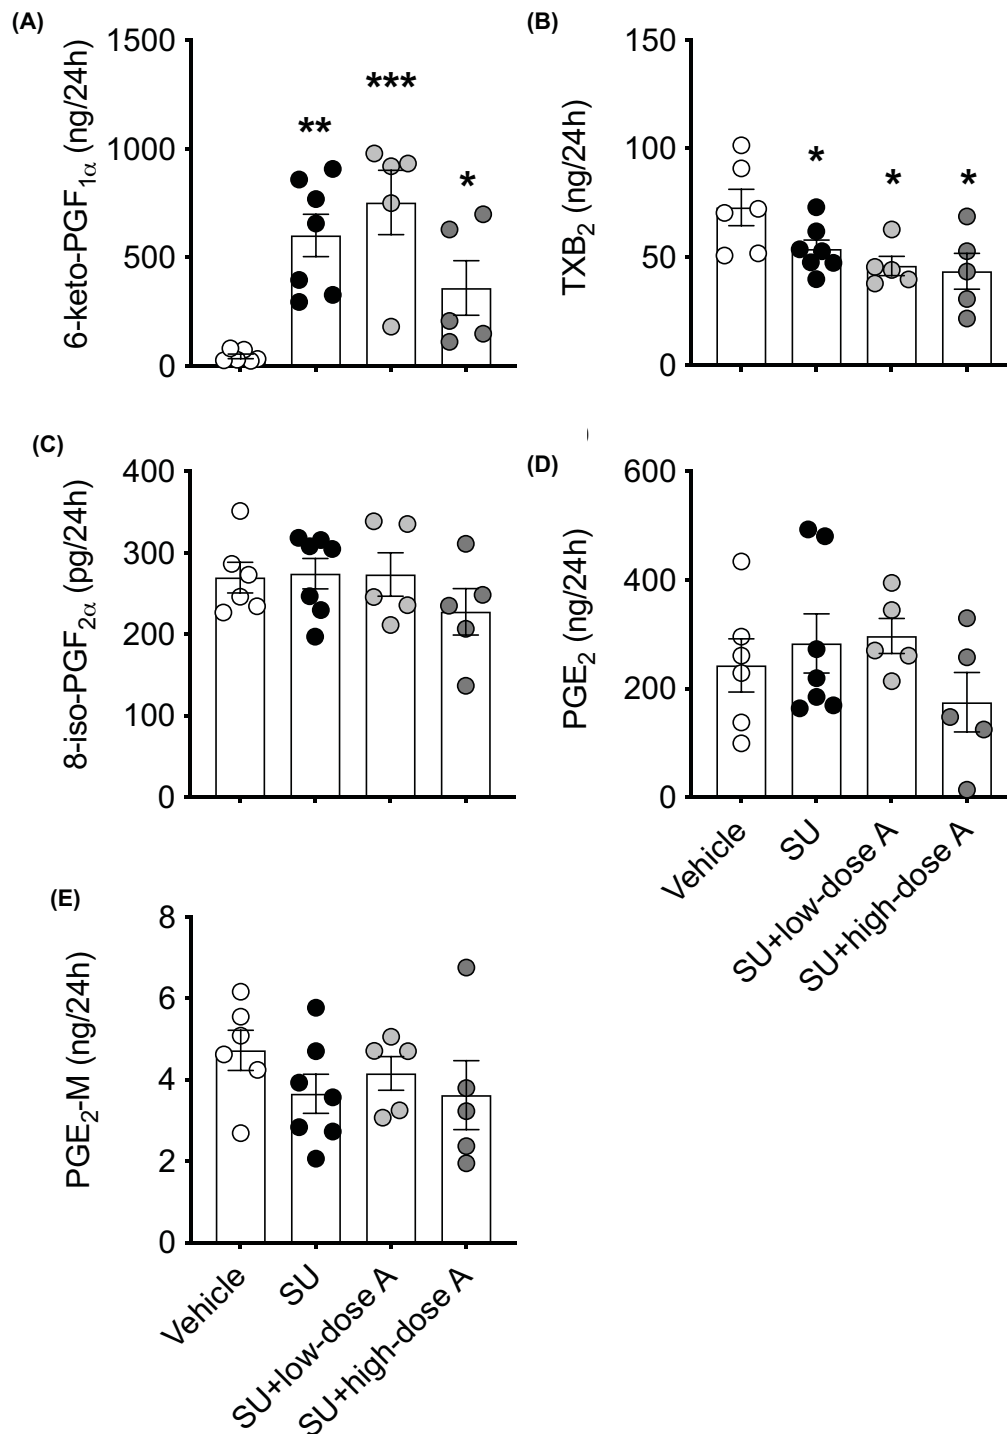 (A)
6-keto-PGF1α (ng/24h)
1500
1000
500
0
**
***
*
(B)
TXB2 (ng/24h)
150
100
50
0
*
*
*
(C)
8-iso-PGF2α (pg/24h)
400
300
200
100
0
(D)
PGE2 (ng/24h)
600
400
200
0
Vehicle
SU
SU+low-dose A
SU+high-dose A
(E)
PGE2-M (ng/24h)
8
6
4
2
0
Vehicle
SU
SU+low-dose A
SU+high-dose A